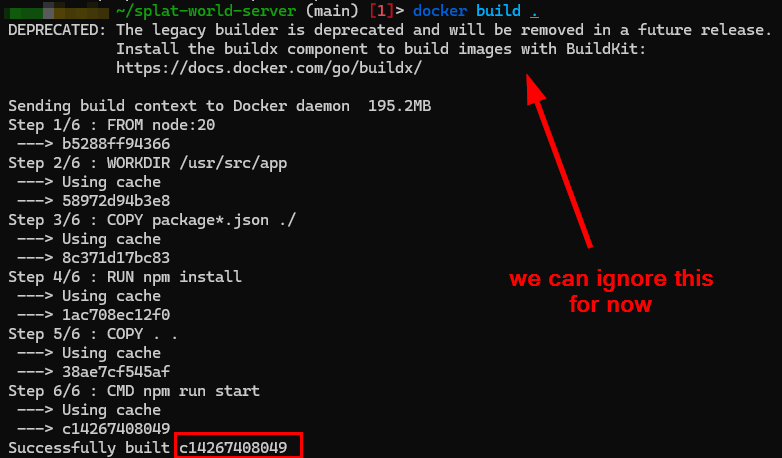 ~/splat-world-server (main) [1]> docker build .
DEPRECATED: The legacy builder is deprecated and will be removed in a future release.
Install the buildx component to build images with BuildKit:
https://docs.docker.com/go/buildx/
Sending build context to Docker daemon  195.2MB
Step 1/6 : FROM node:20
---> b5288ff94366
Step 2/6 : WORKDIR /usr/src/app
---> Using cache
---> 58972d94b3e8
Step 3/6 : COPY package*.json ./
---> Using cache
---> 8c371d17bc83
Step 4/6 : RUN npm install
---> Using cache
---> 1ac708ec12f0
Step 5/6 : COPY . .
---> Using cache
---> 38ae7cf545af
Step 6/6 : CMD npm run start
---> Using cache
---> c14267408049
Successfully built c14267408049
we can ignore this
for now